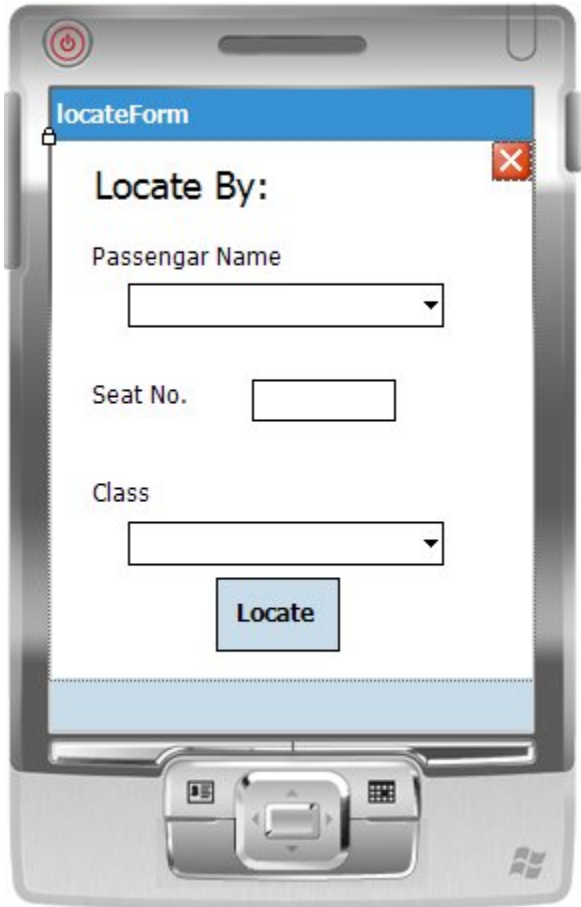 locateForm
Locate By:
Passengar Name
Seat No.
Class
Locate